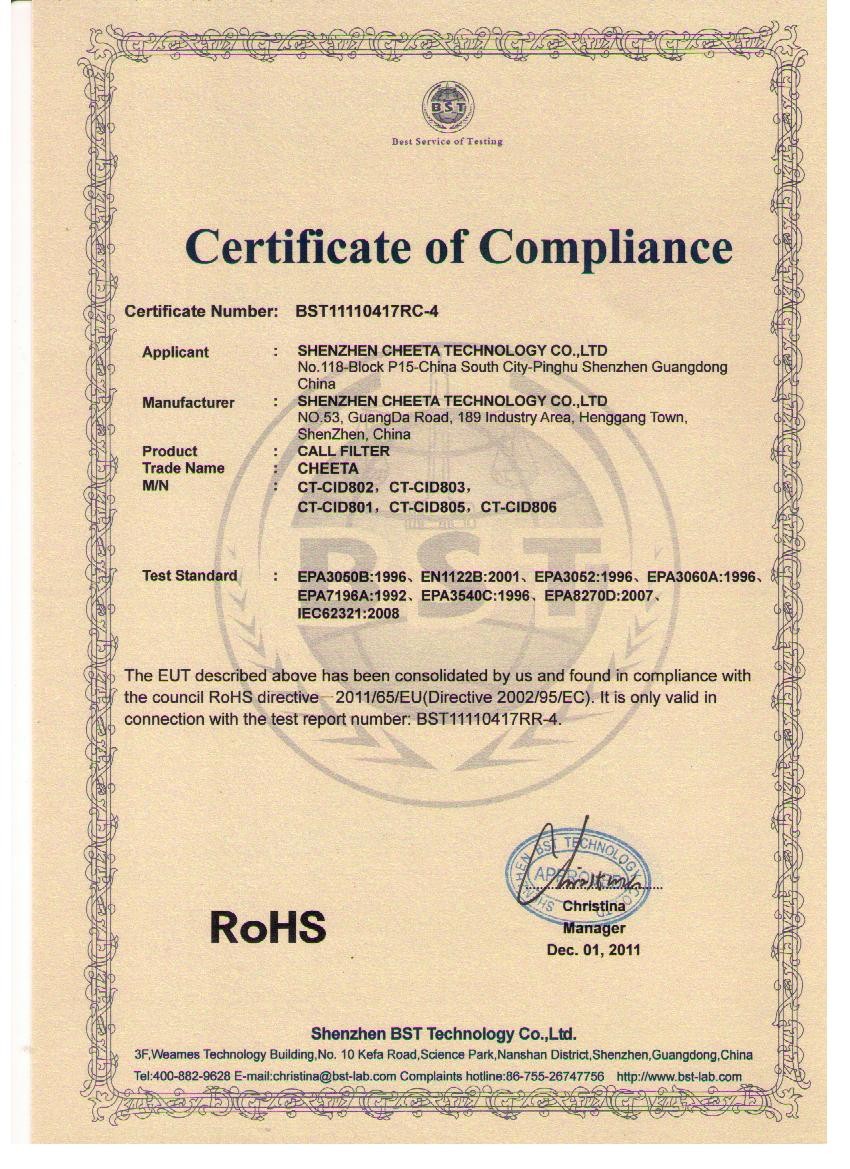 BST
Best Service of Testing
Certificate of Compliance
Certificate Number: BST11110417RC-4
Applicant : SHENZHEN CHEETA TECHNOLOGY CO.,LTD
No.118-Block P15-China South City-Pinghu Shenzhen Guangdong
China
Manufacturer : SHENZHEN CHEETA TECHNOLOGY CO.,LTD
NO.53, GuangDa Road, 189 Industry Area, Henggang Town,
ShenZhen, China
Product : CALL FILTER
Trade Name : CHEETA
M/N : CT-CID802, CT-CID803,
CT-CID801, CT-CID805, CT-CID806
BST
Test Standard : EPA3050B:1996、EN1122B:2001、EPA3052:1996、EPA3060A:1996、
EPA7196A:1992、EPA3540C:1996、EPA8270D:2007、
IEC62321:2008
The EUT described above has been consolidated by us and found in compliance with
the council RoHS directive 2011/65/EU(Directive 2002/95/EC). It is only valid in
connection with the test report number: BST11110417RR-4.
SHENZHEN BST TECHNOLOGY CO.,LTD
APPROVED
Christina
Manager
Dec. 01, 2011
RoHS
Shenzhen BST Technology Co.,Ltd.
3F,Weames Technology Building,No. 10 Kefa Road,Science Park,Nanshan District,Shenzhen,Guangdong,China
Tel:400-882-9628 E-mail:christina@bst-lab.com Complaints hotline:86-755-26747756 http://www.bst-lab.com